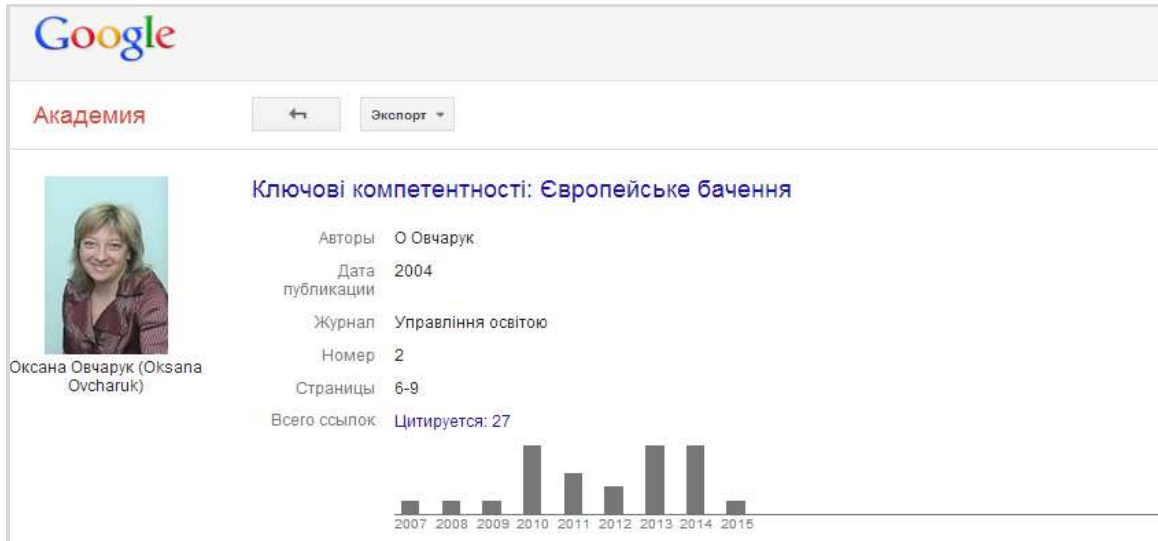 Google
Академия
Экспорт
Ключові компетентності: Європейське бачення
Авторы О Овчарук
Дата публикации 2004
Журнал Управління освітою
Номер 2
Страницы 6-9
Всего ссылок Цитируется: 27
2007 2008 2009 2010 2011 2012 2013 2014 2015
Оксана Овчарук (Oksana
Ovcharuk)